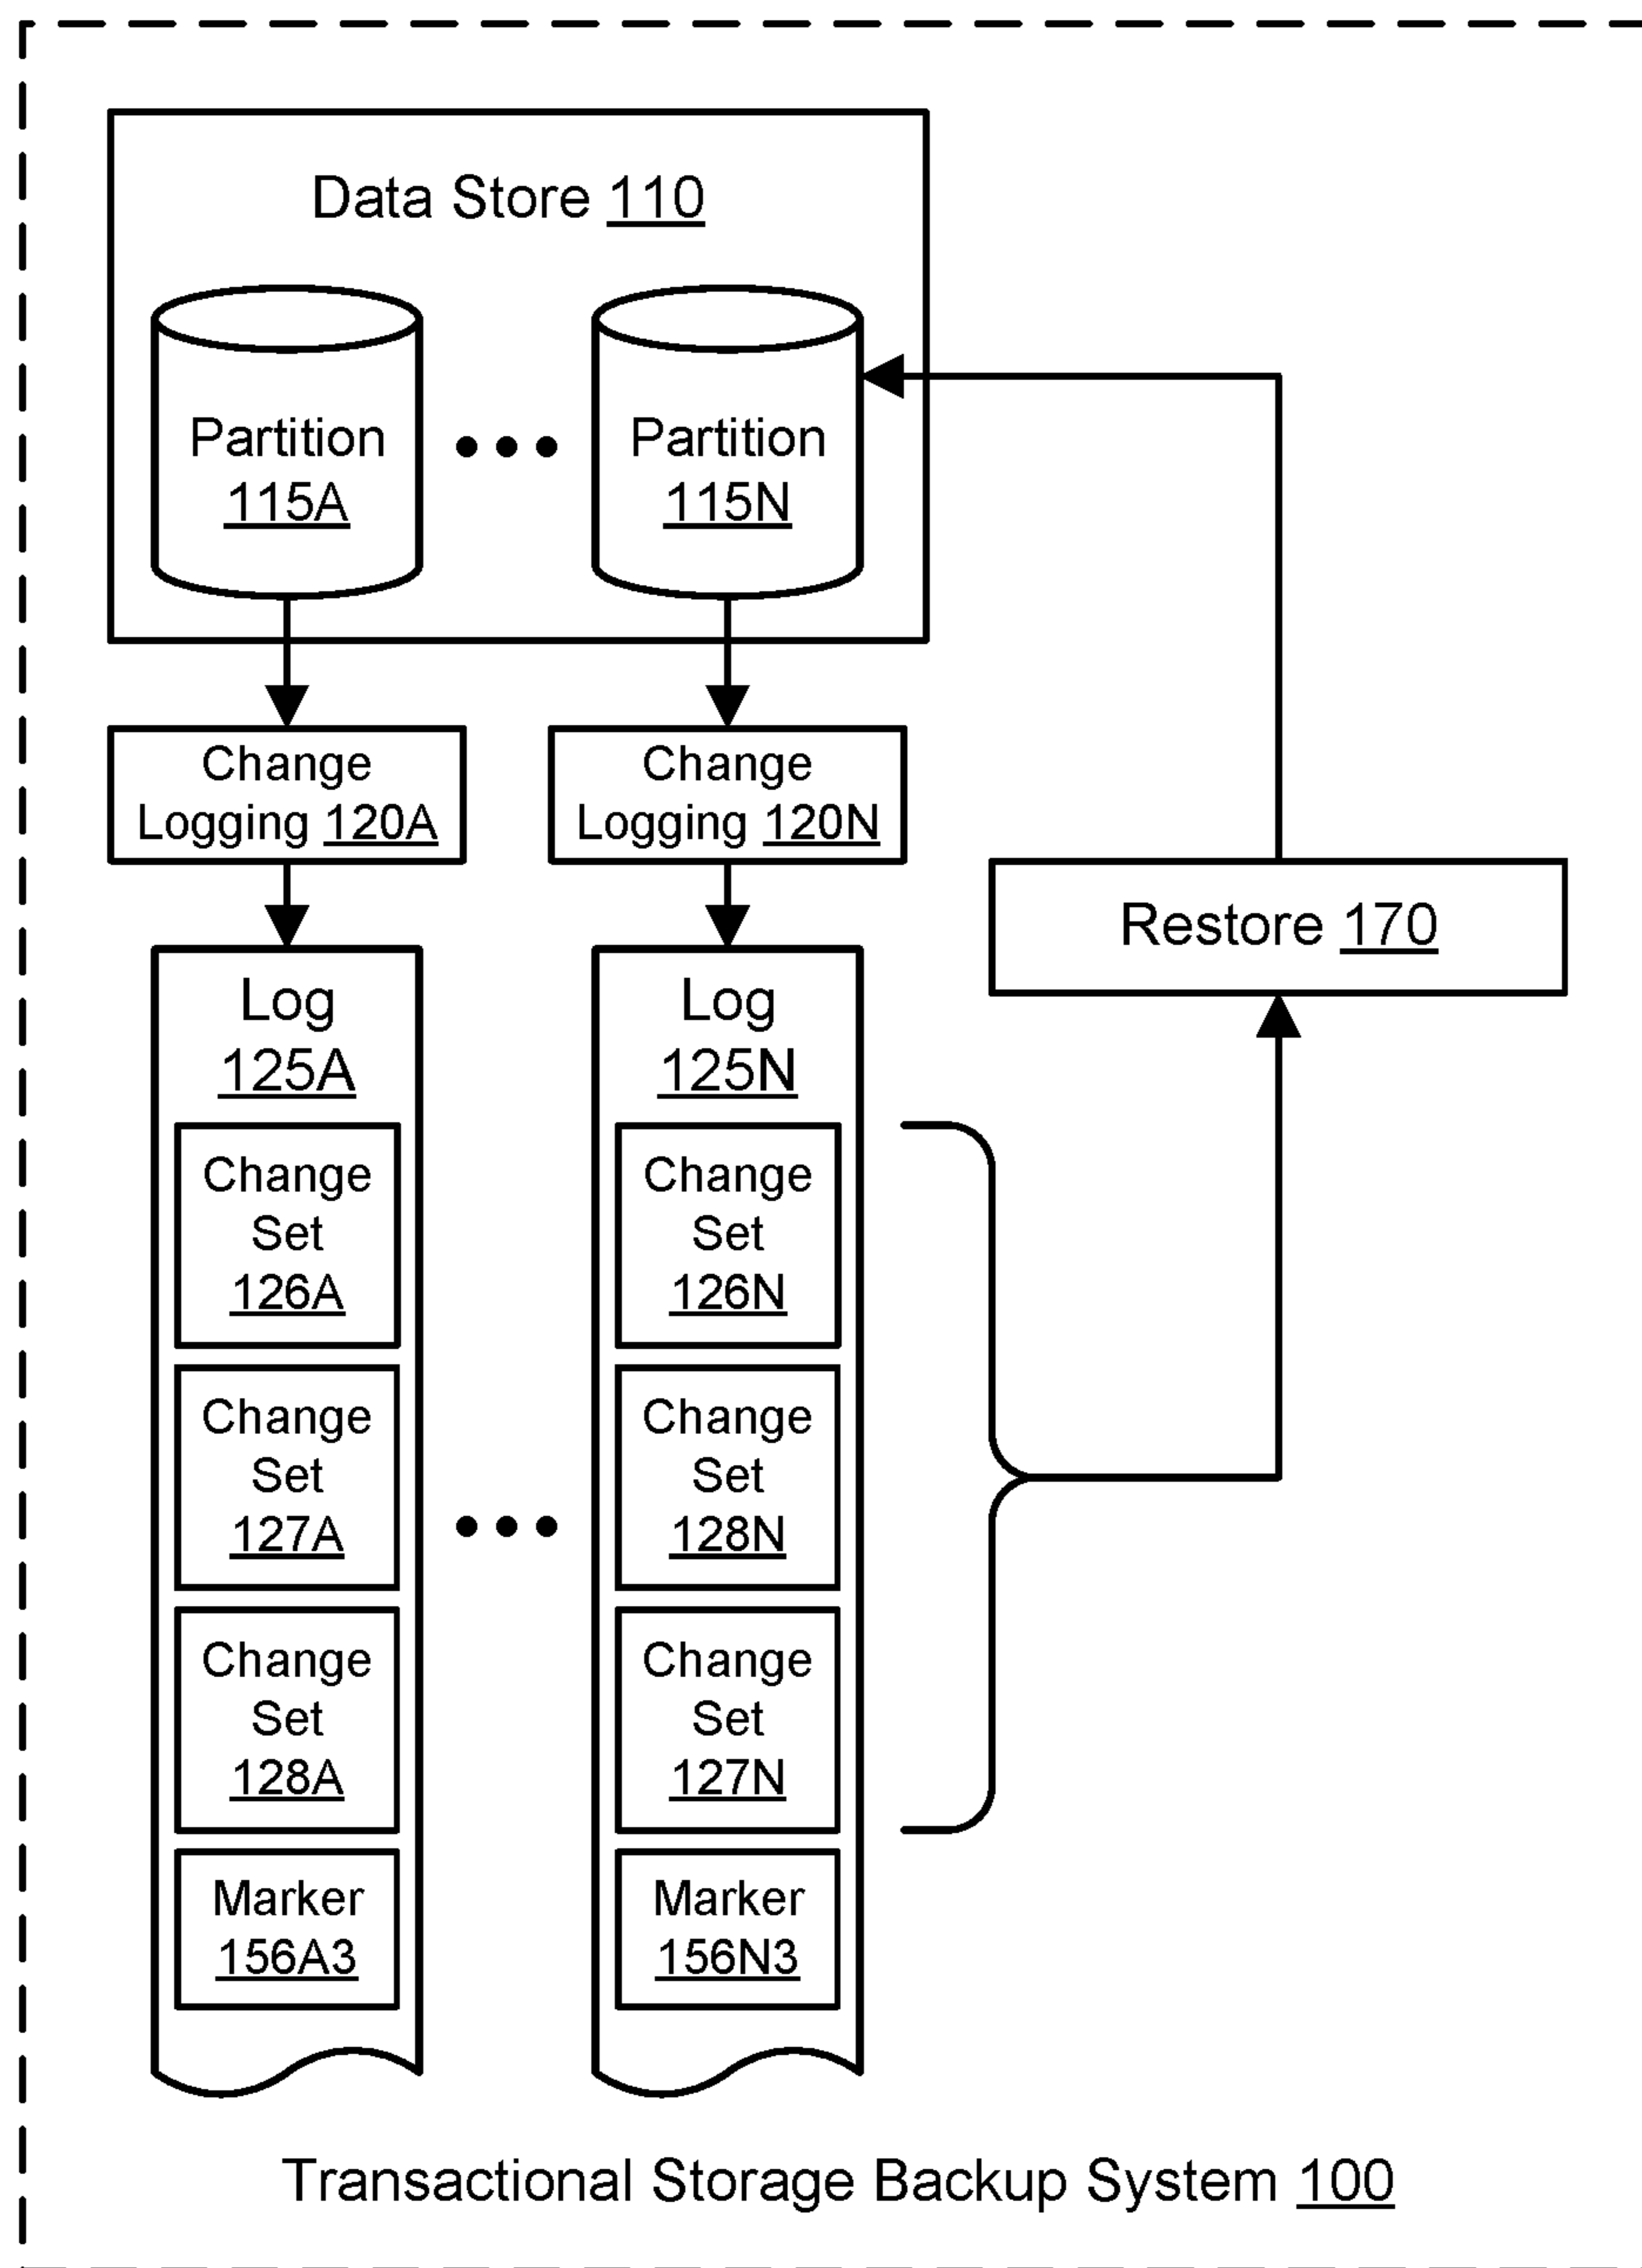 Data Store 110
Partition
115A
Partition
115N
Change
Logging 120A
Change
Logging 120N
Restore 170
Log
125A
Change
Set
126A
Change
Set
127A
Change
Set
128A
Marker
156A3
Log
125N
Change
Set
126N
Change
Set
128N
Change
Set
127N
Marker
156N3
Transactional Storage Backup System 100